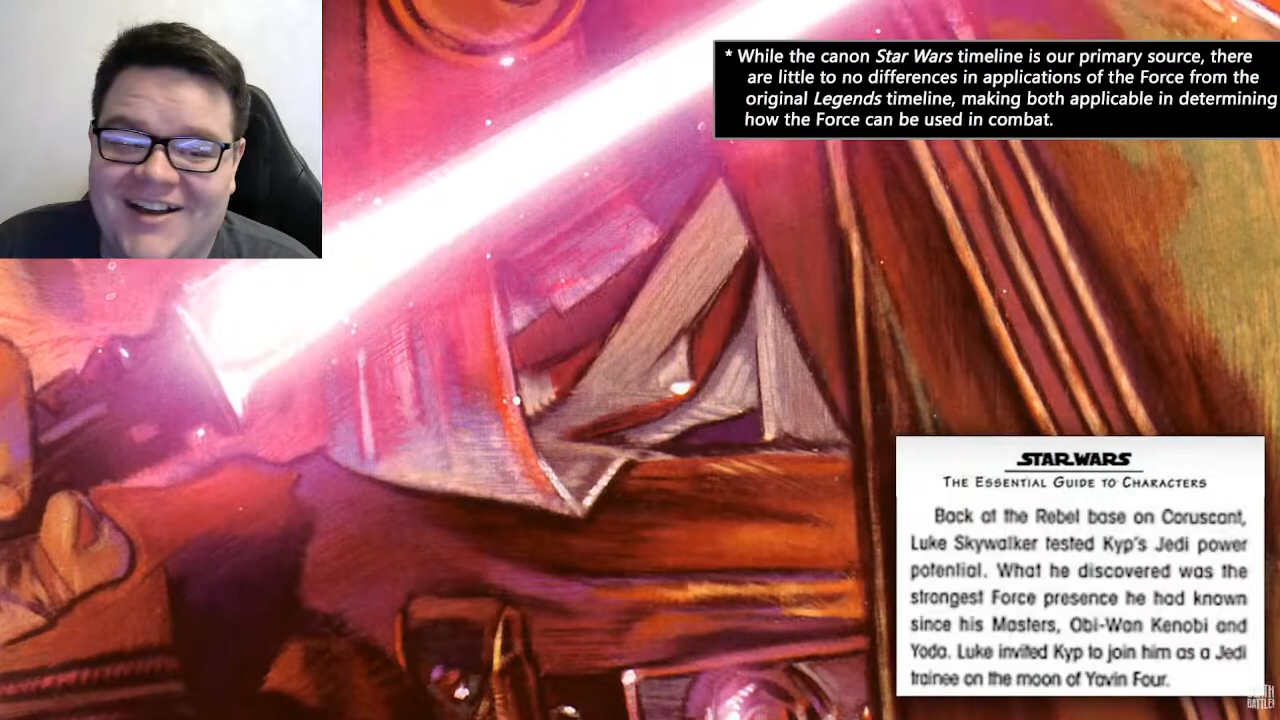 * While the canon Star Wars timeline is our primary source, there
are little to no differences in applications of the Force from the
original Legends timeline, making both applicable in determining
how the Force can be used in combat.
STAR WARS
THE ESSENTIAL GUIDE TO CHARACTERS
Back at the Rebel base on Coruscant,
Luke Skywalker tested Kyp's Jedi power
potential. What he discovered was the
strongest Force presence he had known
since his Masters, Obi-Wan Kenobi and
Yoda. Luke invited Kyp to join him as a Jedi
trainee on the moon of Yavin Four.
DEATH
BATTLE!